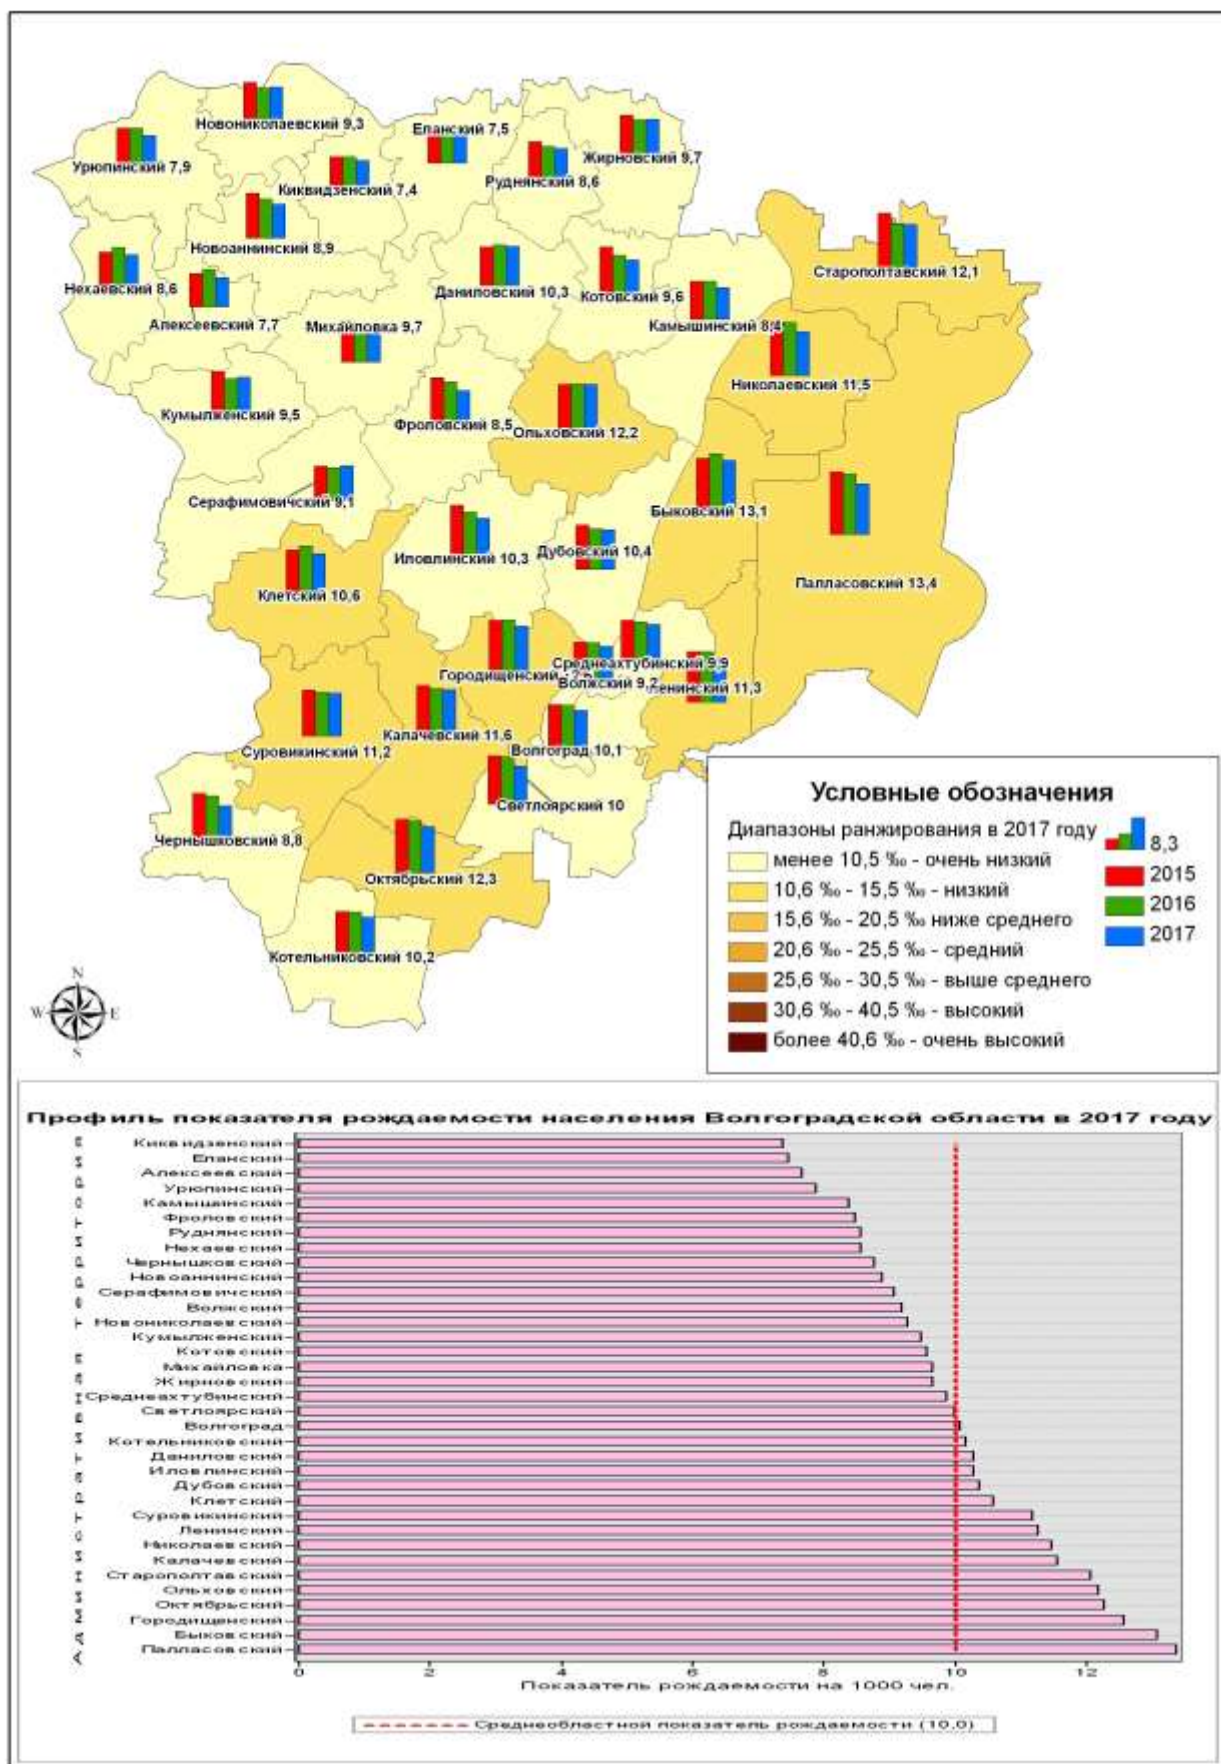 Новониколаевский 9,3
Еланский 7,5
Урюпинский 7,9
Киквидзенский 7,4
Руднянский 8,6
Жирновский 9,7
Новоаннинский 8,9
Нехаевский 8,6
Алексеевский 7,7
Даниловский 10,3
Котовский 9,6
Старополтавский 12,1
Михайловка 9,7
Камышинский 8,4
Николаевский 11,5
Кумылженский 9,5
Фроловский 8,5
Ольховский 12,2
Серафимовичский 9,1
Быковский 13,1
Иловлинский 10,3
Дубовский 10,4
Палласовский 13,4
Клетский 10,6
Городищенский
Среднеахтубинский 9,9
Волжский 9,2
Ленинский 11,3
Суровикинский 11,2
Калачевский 11,6
Волгоград 10,1
Светлоярский 10
Чернышковский 8,8
Октябрьский 12,3
Котельниковский 10,2
N
W E
S
Условные обозначения
Диапазоны ранжирования в 2017 году
менее 10,5 ‰ - очень низкий
10,6 ‰ - 15,5 ‰ - низкий
15,6 ‰ - 20,5 ‰ ниже среднего
20,6 ‰ - 25,5 ‰ - средний
25,6 ‰ - 30,5 ‰ - выше среднего
30,6 ‰ - 40,5 ‰ - высокий
более 40,6 ‰ - очень высокий
8,3
2015
2016
2017
Профиль показателя рождаемости населения Волгоградской области в 2017 году
Административная территория
Киквидзенский
Еланский
Алексеевский
Урюпинский
Камышинский
Фроловский
Руднянский
Нехаевский
Чернышковский
Новоаннинский
Серафимовичский
Волжский
Новониколаевский
Кумылженский
Котовский
Михайловка
Жирновский
Среднеахтубинский
Светлоярский
Волгоград
Котельниковский
Даниловский
Иловлинский
Дубовский
Клетский
Суровикинский
Ленинский
Николаевский
Калачевский
Старополтавский
Ольховский
Октябрьский
Городищенский
Быковский
Палласовский
0 2 4 6 8 10 12
Показатель рождаемости на 1000 чел.
Среднеобластной показатель рождаемости (10,0)